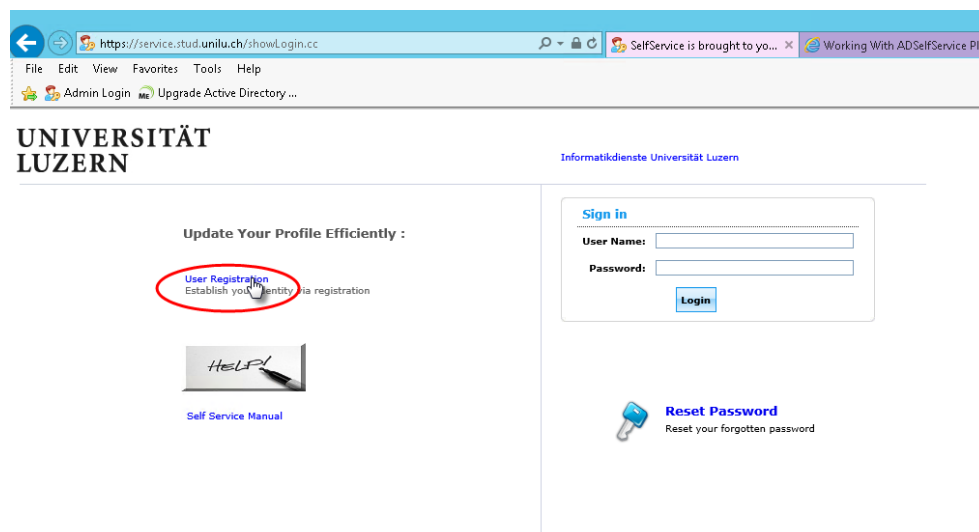 https://service.stud.unilu.ch/showLogin.cc
SelfService is brought to yo...
Working With ADSelfService Pl
File Edit View Favorites Tools Help
Admin Login
ME
Upgrade Active Directory ...
UNIVERSITÄT
LUZERN
Informatikdienste Universität Luzern
Update Your Profile Efficiently :
User Registration
Establish your identity via registration
HELP!
Self Service Manual
Sign in
User Name:
Password:
Login
Reset Password
Reset your forgotten password